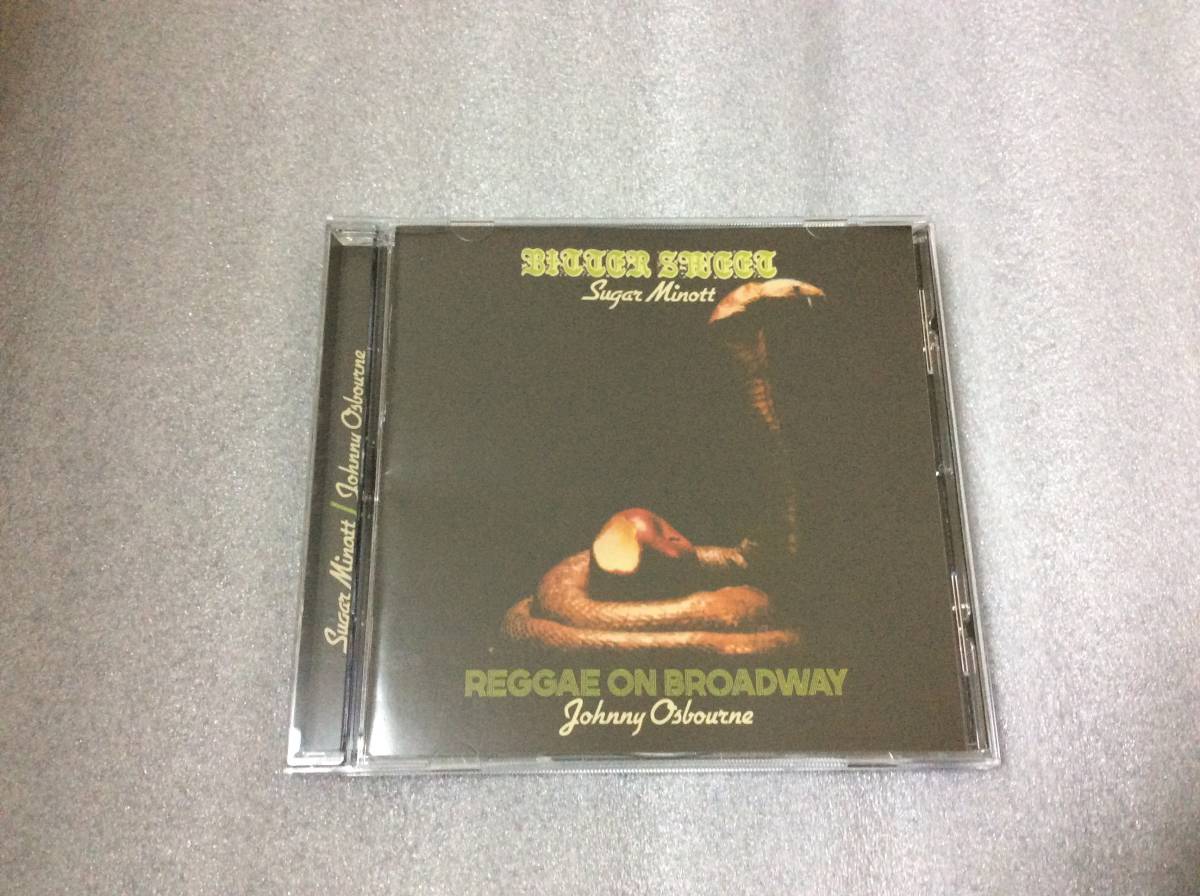 BITTER SWEET
Sugar Minott
REGGAE ON BROADWAY
Johnny Osbourne
Sugar Minott / Johnny Osbourne